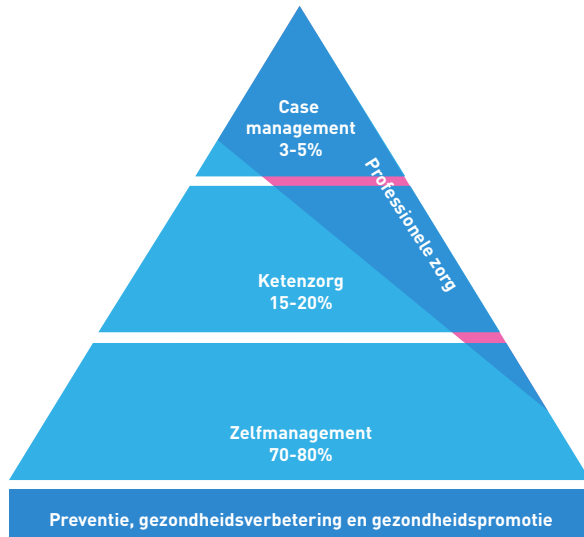 Case
management
3-5%
Professionele zorg
Ketenzorg
15-20%
Zelfmanagement
70-80%
Preventie, gezondheidsverbetering en gezondheidspromotie